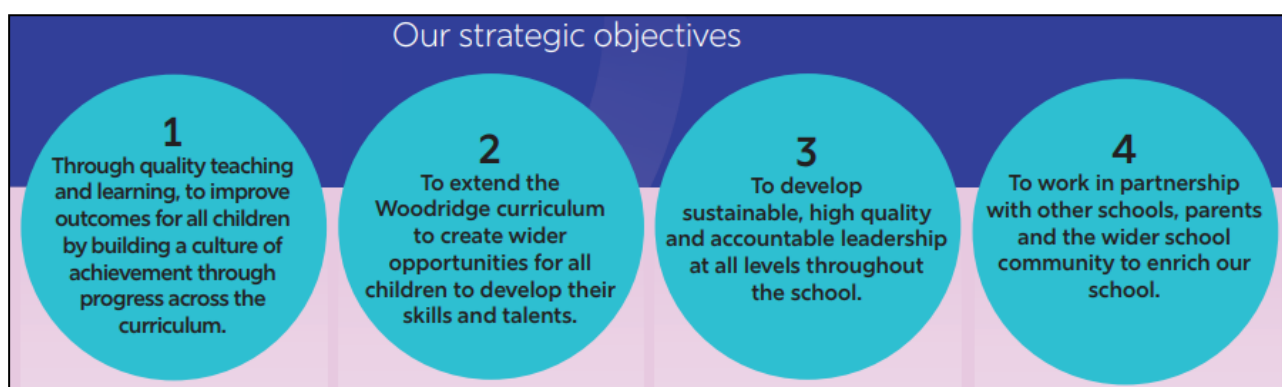 Our strategic objectives
1
Through quality teaching
and learning, to improve
outcomes for all children
by building a culture of
achievement through
progress across the
curriculum.
2
To extend the
Woodridge curriculum
to create wider
opportunities for all
children to develop their
skills and talents.
3
To develop
sustainable, high quality
and accountable leadership
at all levels throughout
the school.
4
To work in partnership
with other schools, parents
and the wider school
community to enrich our
school.